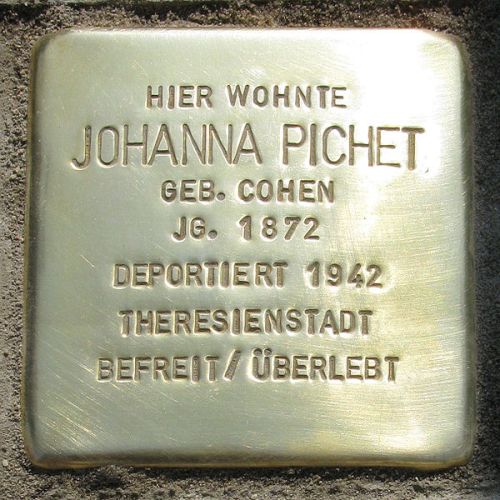 HIER WOHNTE
JOHANNA PICHET
GEB. COHEN
JG. 1872
DEPORTIERT 1942
THERESIENSTADT
BEFREIT/ÜBERLEBT